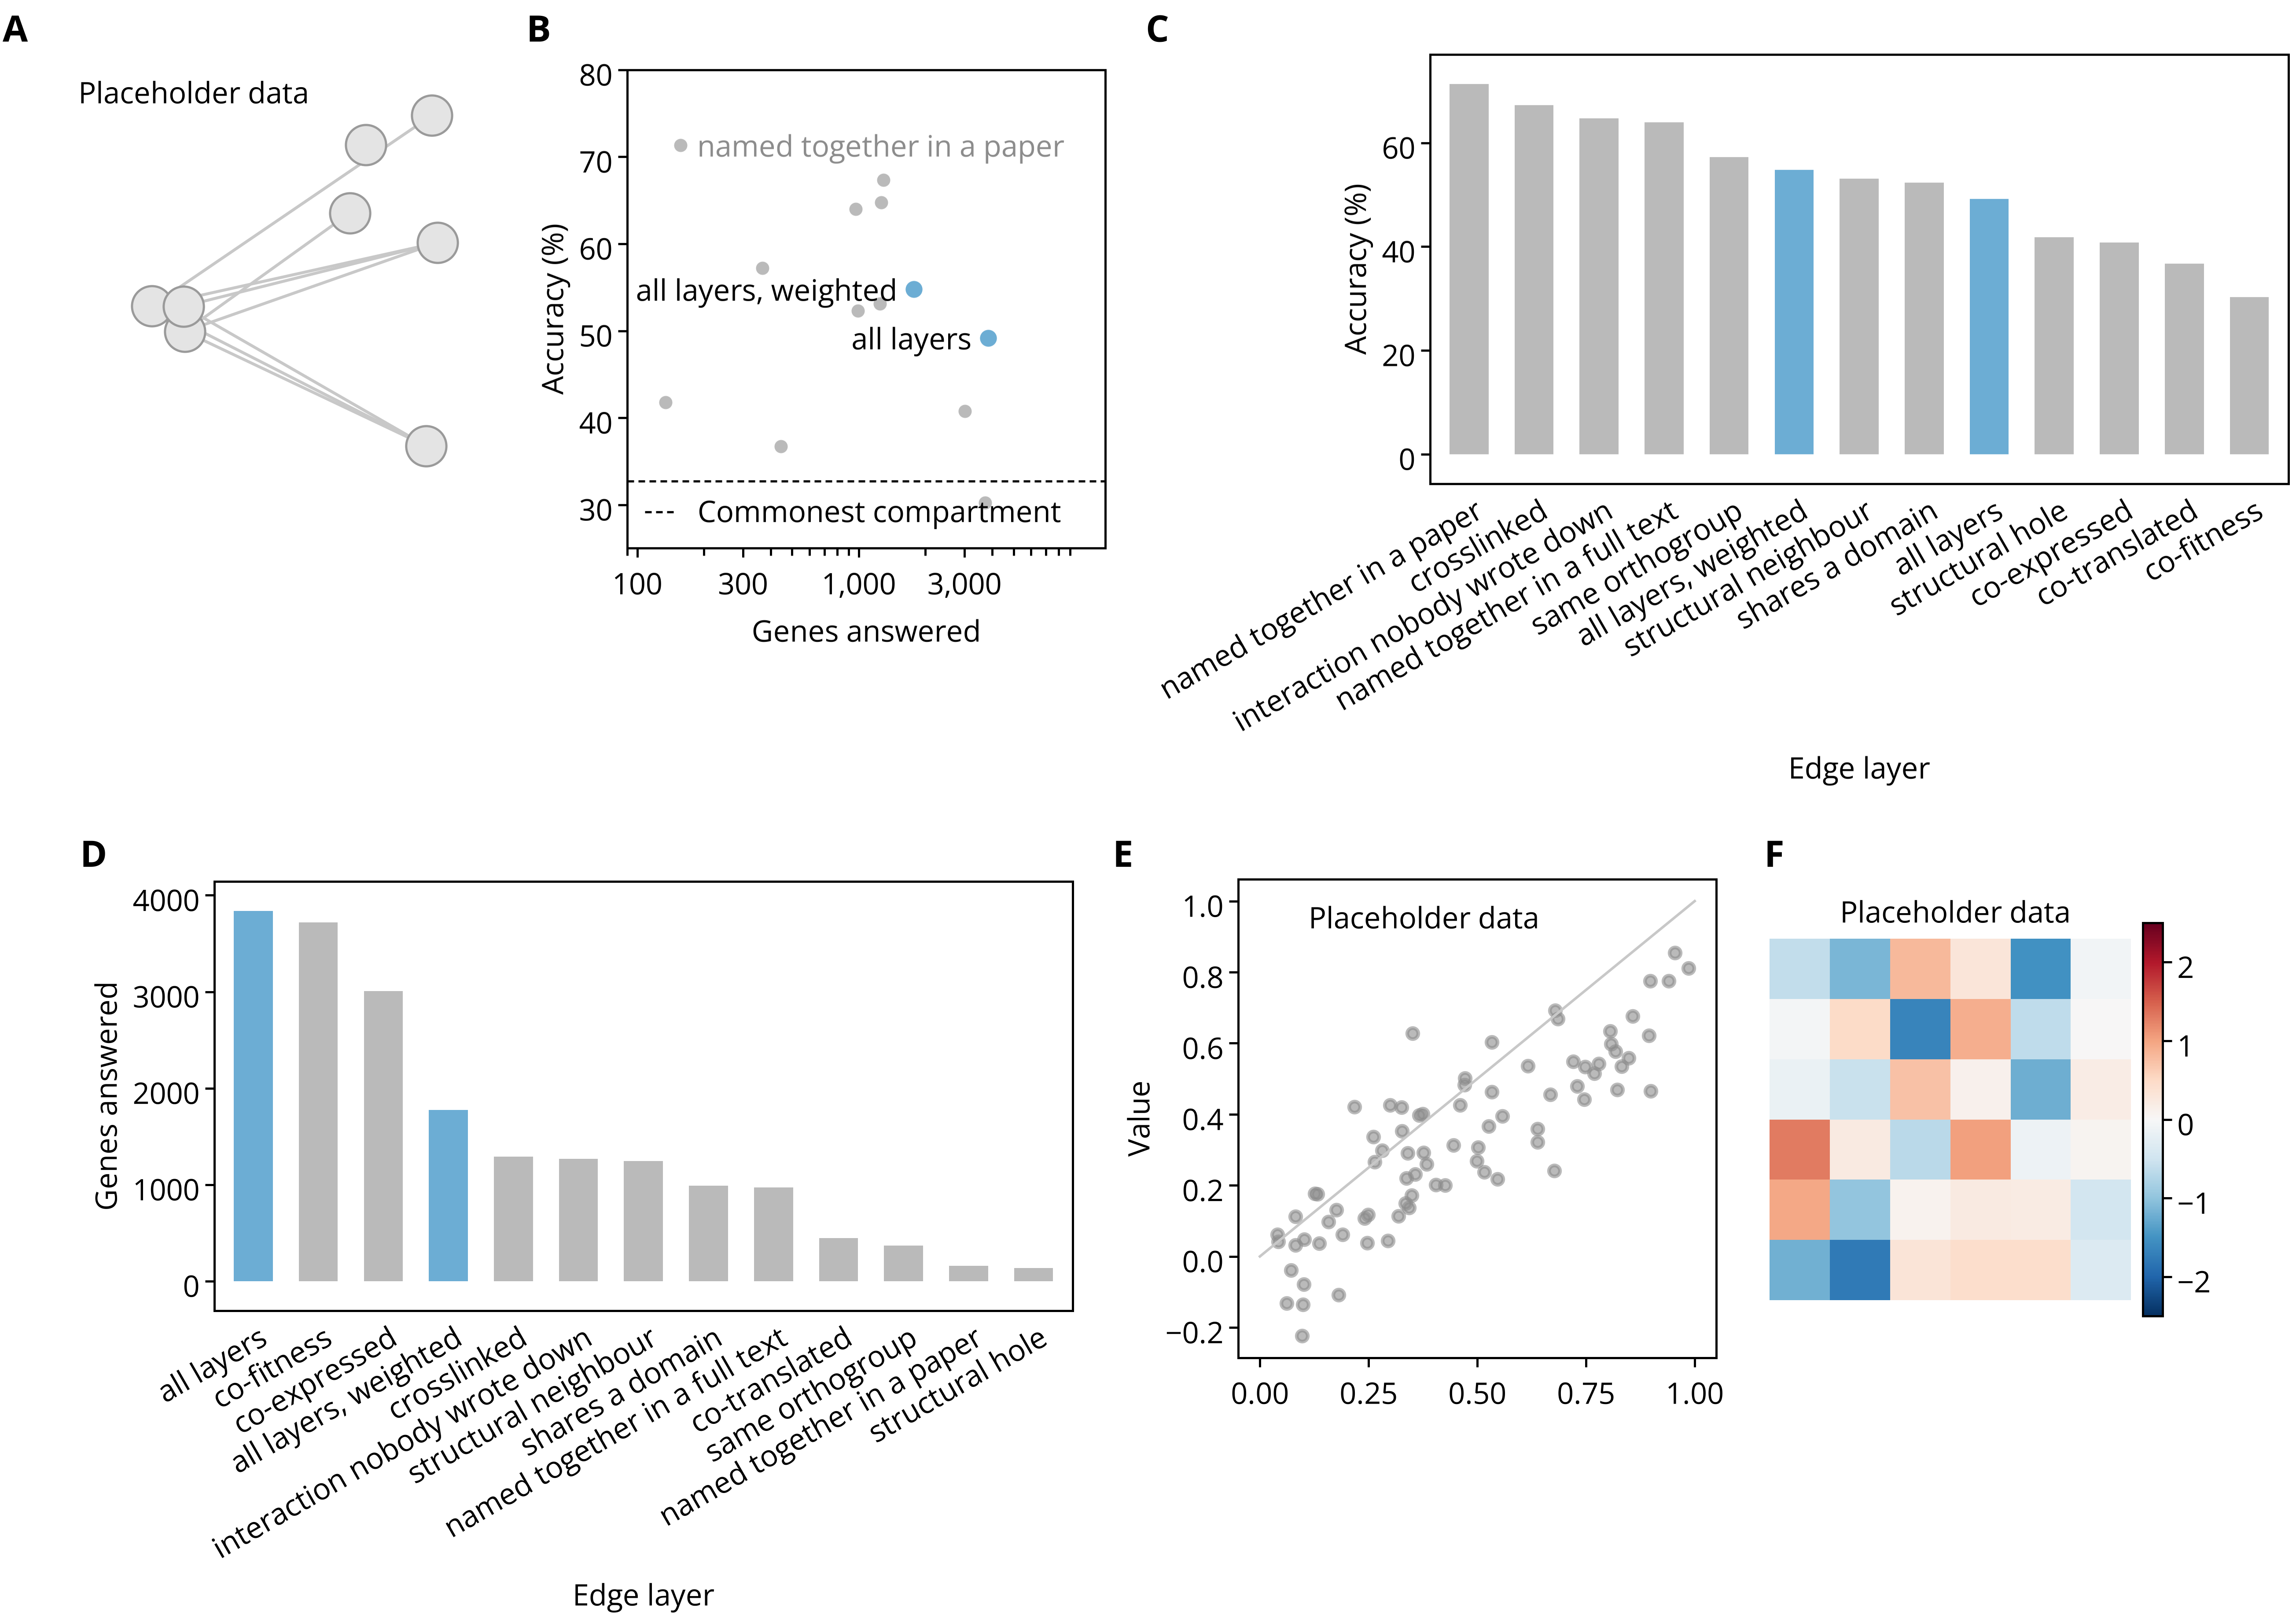 A
Placeholder data
B
80
70
60
50
40
30
Accuracy (%)
named together in a paper
all layers, weighted
all layers
Commonest compartment
100
300
1,000
3,000
Genes answered
C
60
40
20
0
Accuracy (%)
named together in a paper
crosslinked
interaction nobody wrote down
named together in a full text
same orthogroup
all layers, weighted
structural neighbour
shares a domain
all layers
structural hole
co-expressed
co-translated
co-fitness
Edge layer
D
4000
3000
2000
1000
0
Genes answered
all layers
co-fitness
co-expressed
all layers, weighted
crosslinked
interaction nobody wrote down
structural neighbour
shares a domain
named together in a full text
co-translated
same orthogroup
named together in a paper
structural hole
Edge layer
E
Placeholder data
1.0
0.8
0.6
0.4
0.2
0.0
−0.2
Value
0.00
0.25
0.50
0.75
1.00
F
Placeholder data
2
1
0
−1
−2